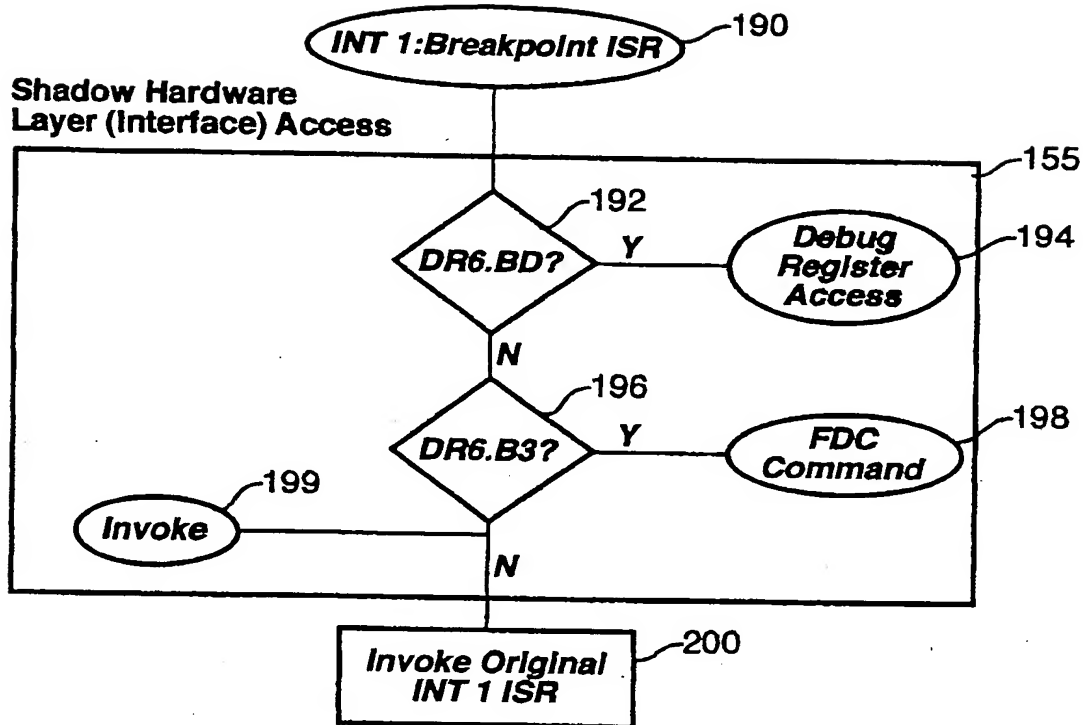 INT 1:Breakpoint ISR
190
Shadow Hardware
Layer (Interface) Access
155
192
DR6.BD?
Y
Debug
Register
Access
194
N
196
DR6.B3?
Y
FDC
Command
198
199
Invoke
N
200
Invoke Original
INT 1 ISR